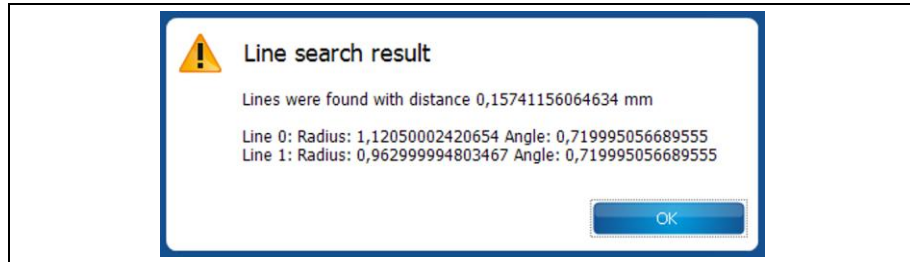 Line search result
Lines were found with distance 0,15741156064634 mm
Line 0: Radius: 1,12050002420654 Angle: 0,719995056689555
Line 1: Radius: 0,962999994803467 Angle: 0,719995056689555
OK